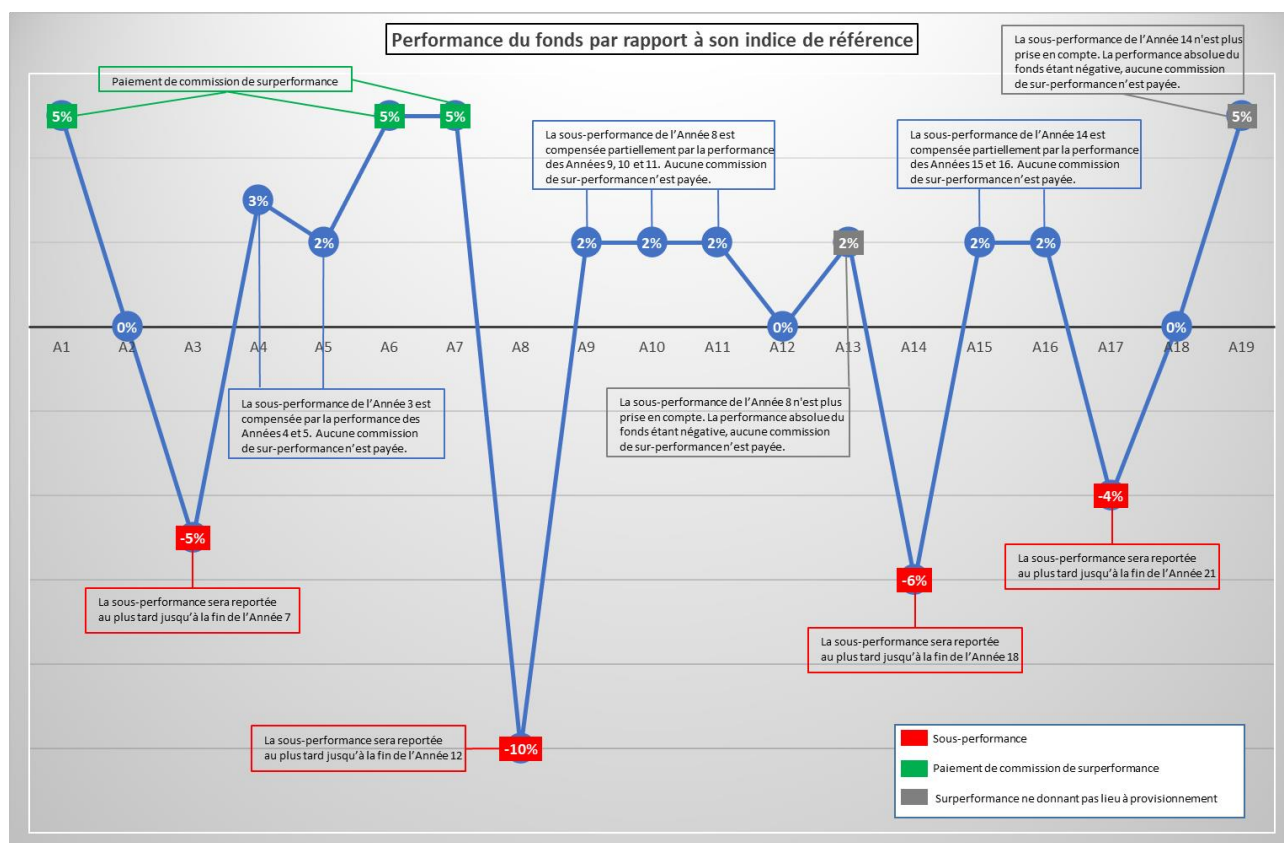 Performance du fonds par rapport à son indice de référence
La sous-performance de l'Année 14 n'est plus
prise en compte. La performance absolue du
fonds étant négative, aucune commission
de sur-performance n'est payée.
Paiement de commission de surperformance
5%
5%
5%
5%
La sous-performance de l'Année 8 est
compensée partiellement par la performance
des Années 9, 10 et 11. Aucune commission
de sur-performance n'est payée.
La sous-performance de l'Année 14 est
compensée partiellement par la performance
des Années 15 et 16. Aucune commission
de sur-performance n'est payée.
3%
2%
2%
2%
2%
2%
2%
2%
0%
0%
0%
A1
A2
A3
A4
A5
A6
A7
A8
A9
A10
A11
A12
A13
A14
A15
A16
A17
A18
A19
La sous-performance de l'Année 3 est
compensée par la performance des
Années 4 et 5. Aucune commission
de sur-performance n'est payée.
La sous-performance de l'Année 8 n'est plus
prise en compte. La performance absolue du
fonds étant négative, aucune commission
de sur-performance n'est payée.
-4%
-5%
La sous-performance sera reportée
au plus tard jusqu'à la fin de l'Année 21
-6%
La sous-performance sera reportée
au plus tard jusqu'à la fin de l'Année 7
La sous-performance sera reportée
au plus tard jusqu'à la fin de l'Année 18
La sous-performance sera reportée
au plus tard jusqu'à la fin de l'Année 12
-10%
Sous-performance
Paiement de commission de surperformance
Surperformance ne donnant pas lieu à provisionnement